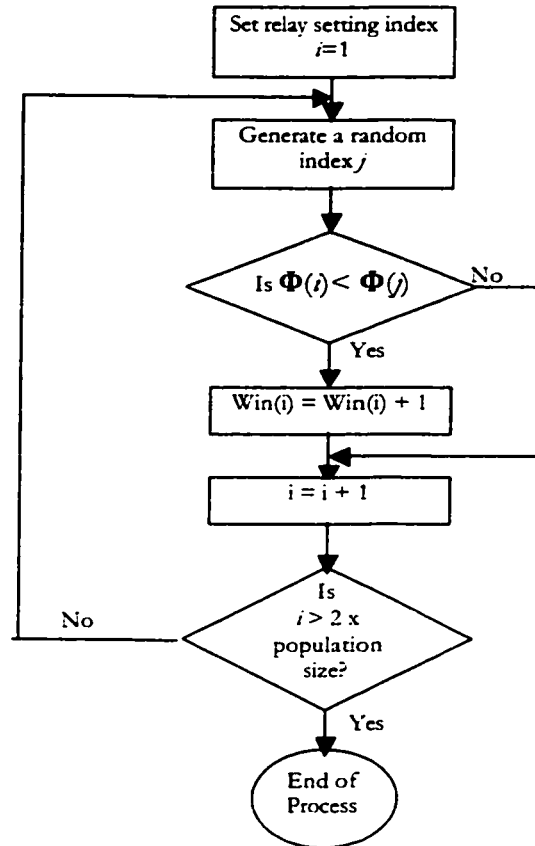 Set relay setting index
i=1
Generate a random
index j
Is Φ(i) < Φ(j)
No
Yes
Win(i) = Win(i) + 1
i = i + 1
Is
i > 2 x
population
size?
No
Yes
End of
Process